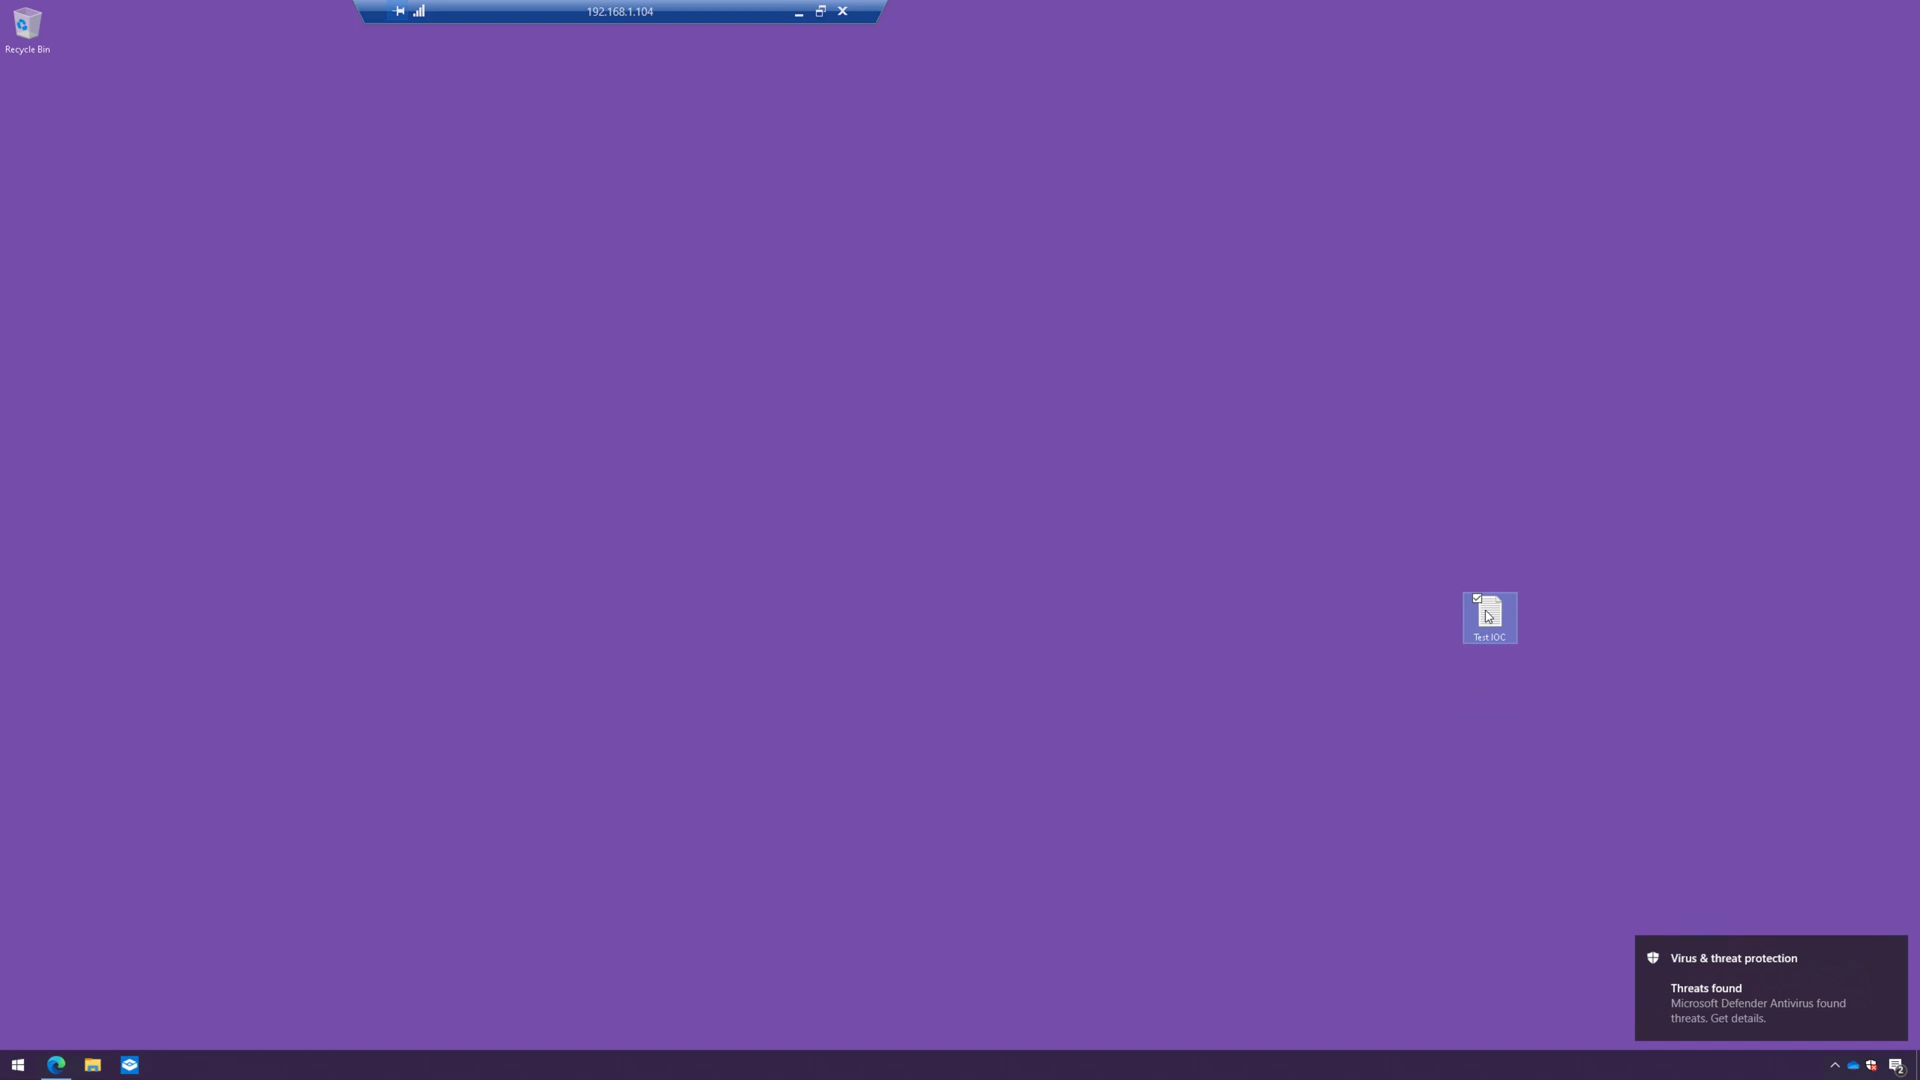 192.168.1.104
Recycle Bin
Test IOC
Virus & threat protection
Threats found
Microsoft Defender Antivirus found
threats. Get details.
2